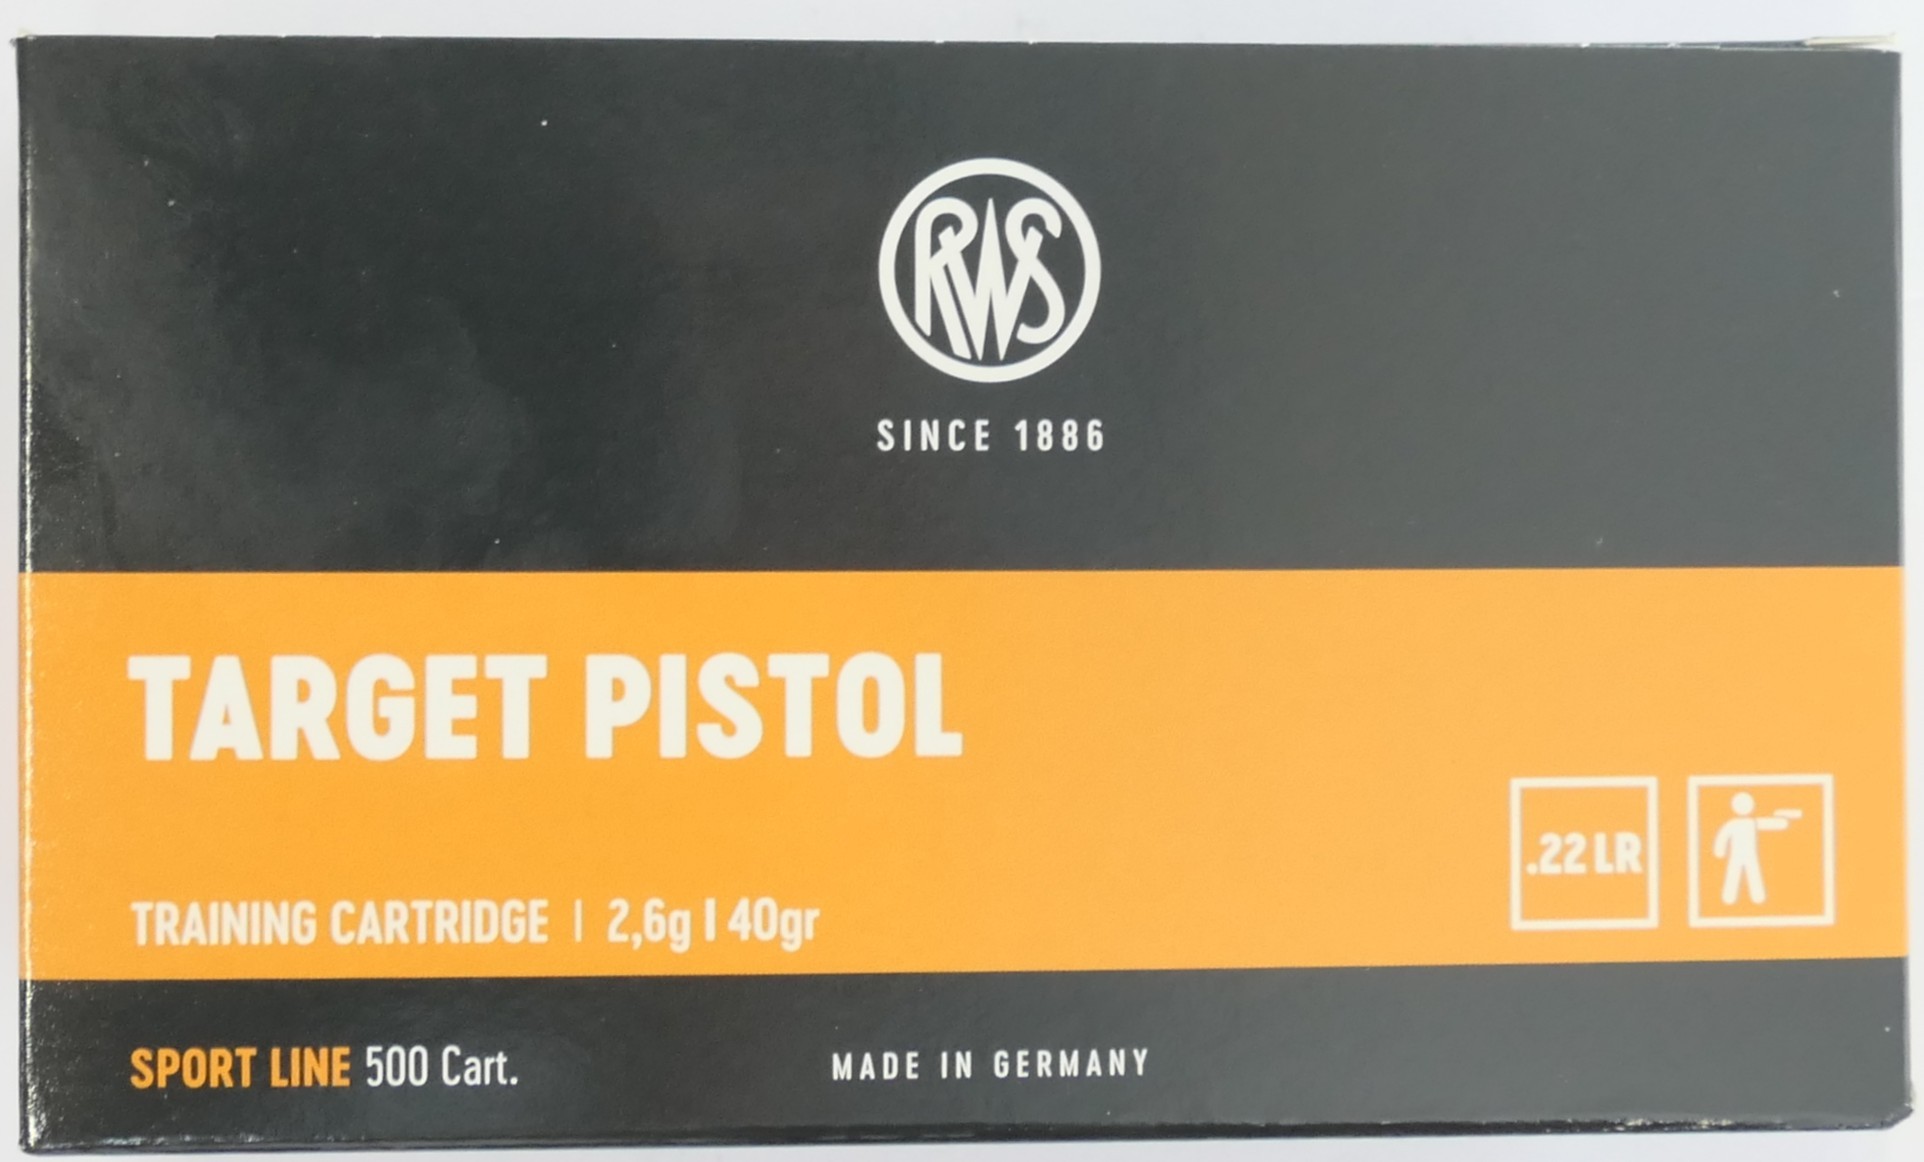 RWS
SINCE 1886
TARGET PISTOL
.22 LR
TRAINING CARTRIDGE | 2,6g I 40gr
SPORT LINE 500 Cart.
MADE IN GERMANY